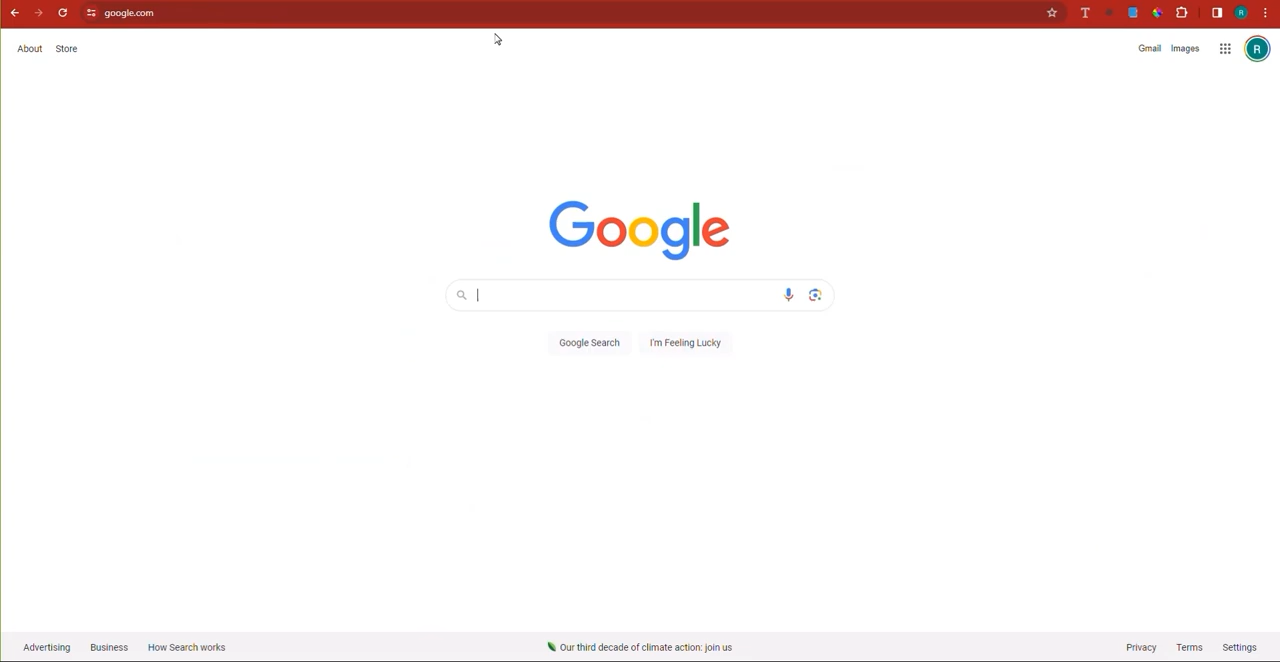 google.com
T
R
About Store
Gmail Images
R
Google
Google Search I'm Feeling Lucky
Advertising Business How Search works
Our third decade of climate action: join us
Privacy Terms Settings